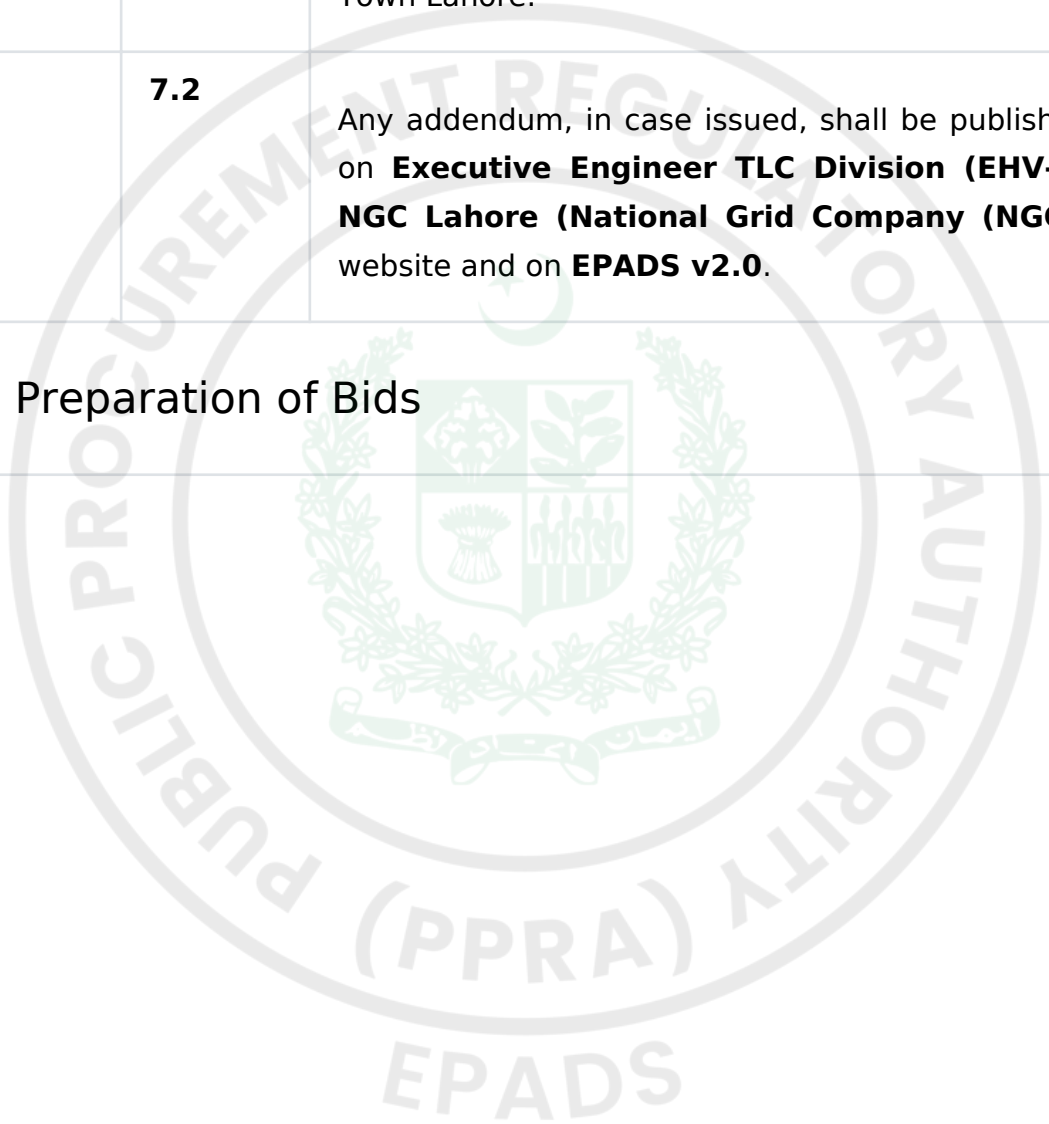 Town Lahore.
7.2
Any addendum, in case issued, shall be publish
on Executive Engineer TLC Division (EHV-
NGC Lahore (National Grid Company (NGC
website and on EPADS v2.0.
Preparation of Bids
PUBLIC PROCUREMENT REGULATORY AUTHORITY
(PPRA)
EPADS